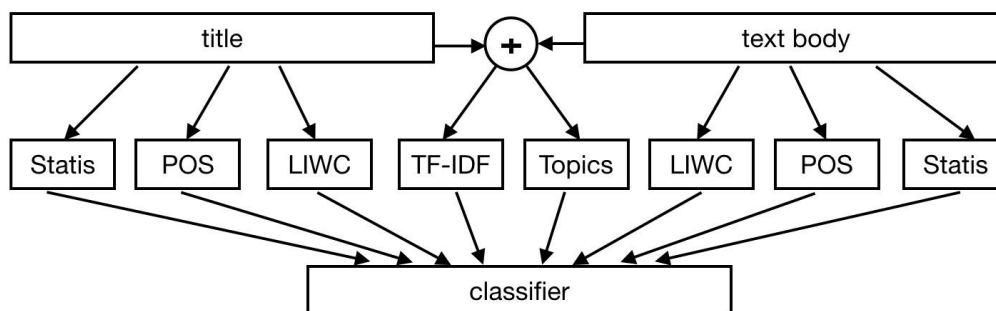 title + text body
Statis POS LIWC TF-IDF Topics LIWC POS Statis
classifier